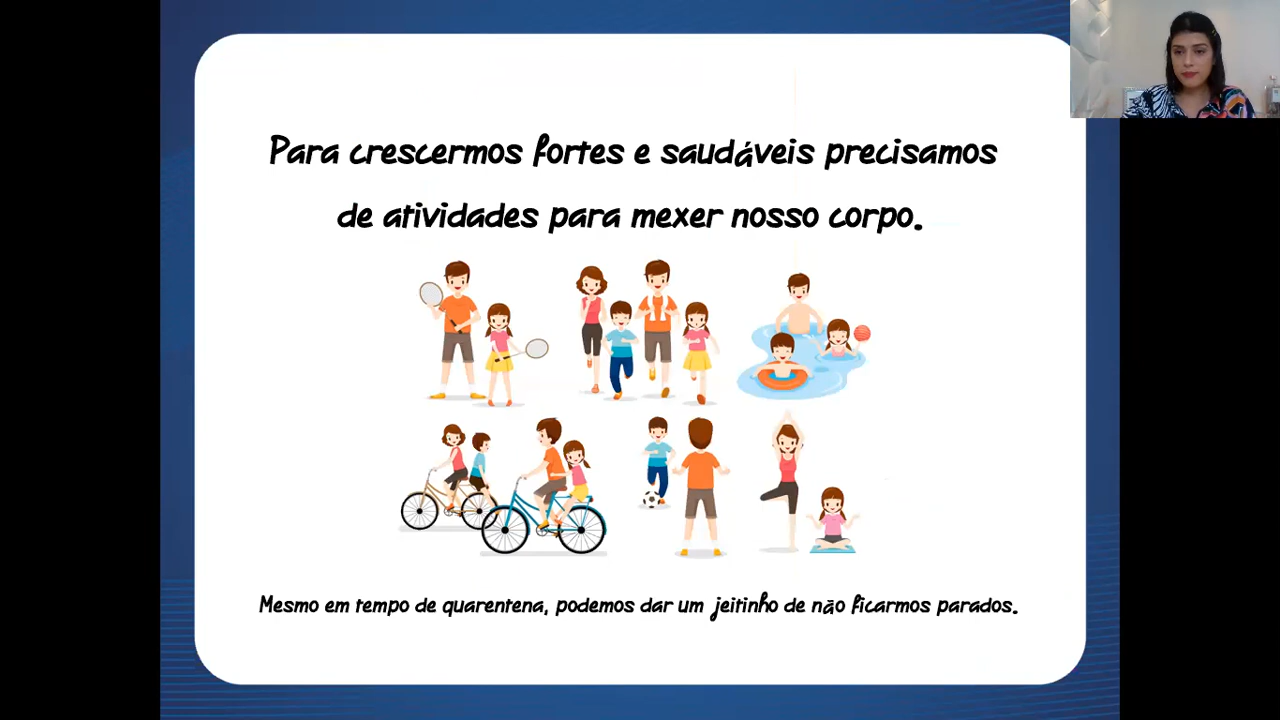 Para crescermos fortes e saudáveis precisamos
de atividades para mexer nosso corpo.
Mesmo em tempo de quarentena, podemos dar um jeitinho de não ficarmos parados.